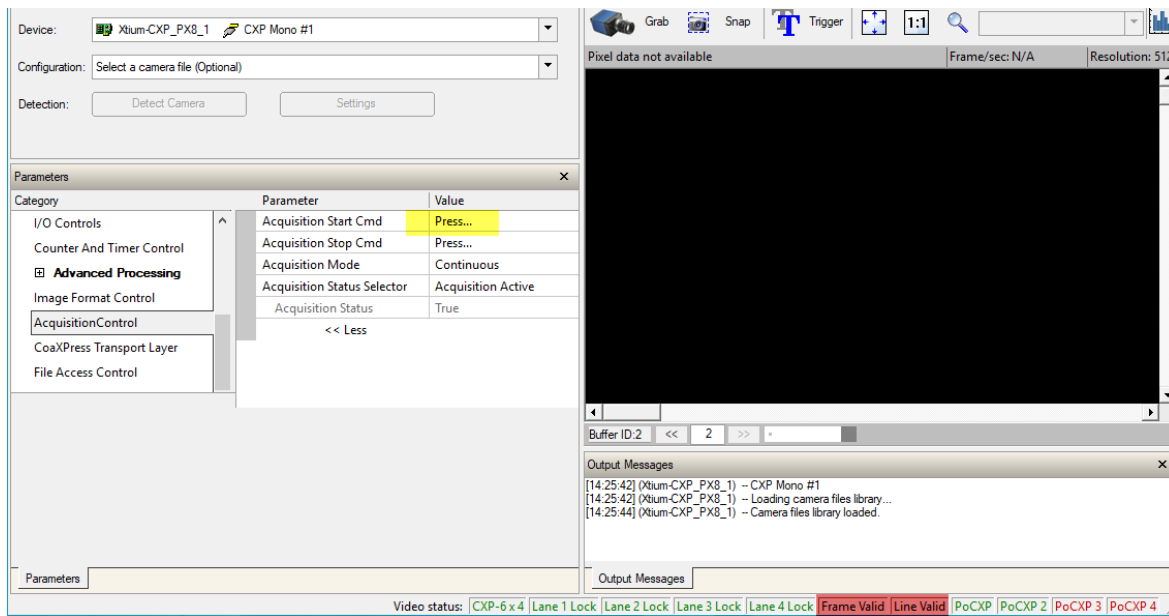 Device: Xtium-CXP_PX8_1 CXP Mono #1
Configuration: Select a camera file (Optional)
Detection: Detect Camera Settings
Parameters
Category
I/O Controls
Counter And Timer Control
Advanced Processing
Image Format Control
AcquisitionControl
CoaXPress Transport Layer
File Access Control
Parameter Value
Acquisition Start Cmd Press...
Acquisition Stop Cmd Press...
Acquisition Mode Continuous
Acquisition Status Selector Acquisition Active
Acquisition Status True
<< Less
Parameters
Grab Snap Trigger 1:1
Pixel data not available Frame/sec: N/A Resolution: 512
Buffer ID:2 << 2 >>
Output Messages
[14:25:42] (Xtium-CXP_PX8_1) -- CXP Mono #1
[14:25:42] (Xtium-CXP_PX8_1) -- Loading camera files library...
[14:25:44] (Xtium-CXP_PX8_1) -- Camera files library loaded.
Output Messages
Video status: CXP-6 x 4 Lane 1 Lock Lane 2 Lock Lane 3 Lock Lane 4 Lock Frame Valid Line Valid PoCXP PoCXP 2 PoCXP 3 PoCXP 4